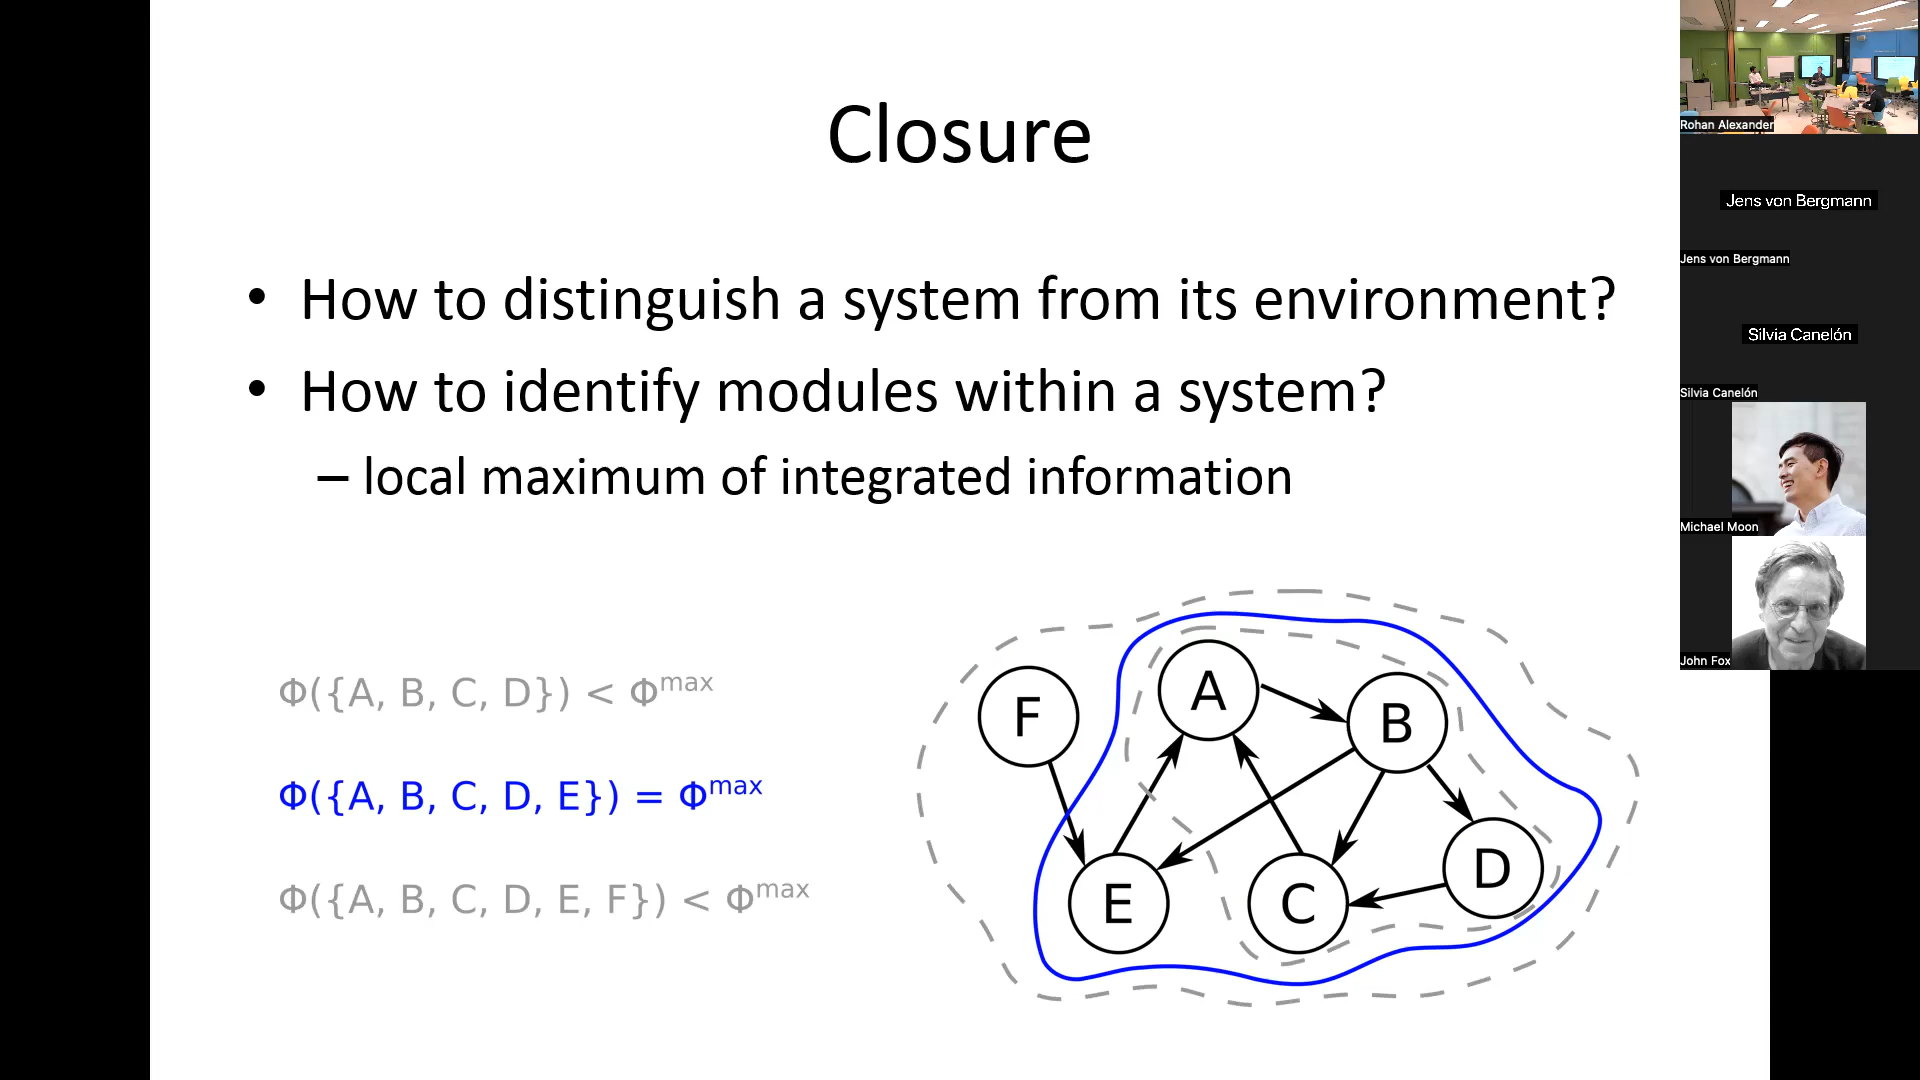 Closure
• How to distinguish a system from its environment?
• How to identify modules within a system?
– local maximum of integrated information
Φ({A, B, C, D}) < Φmax
Φ({A, B, C, D, E}) = Φmax
Φ({A, B, C, D, E, F}) < Φmax
F
A
B
E
C
D
Rohan Alexander
Jens von Bergmann
Jens von Bergmann
Silvia Canelón
Silvia Canelón
Michael Moon
John Fox